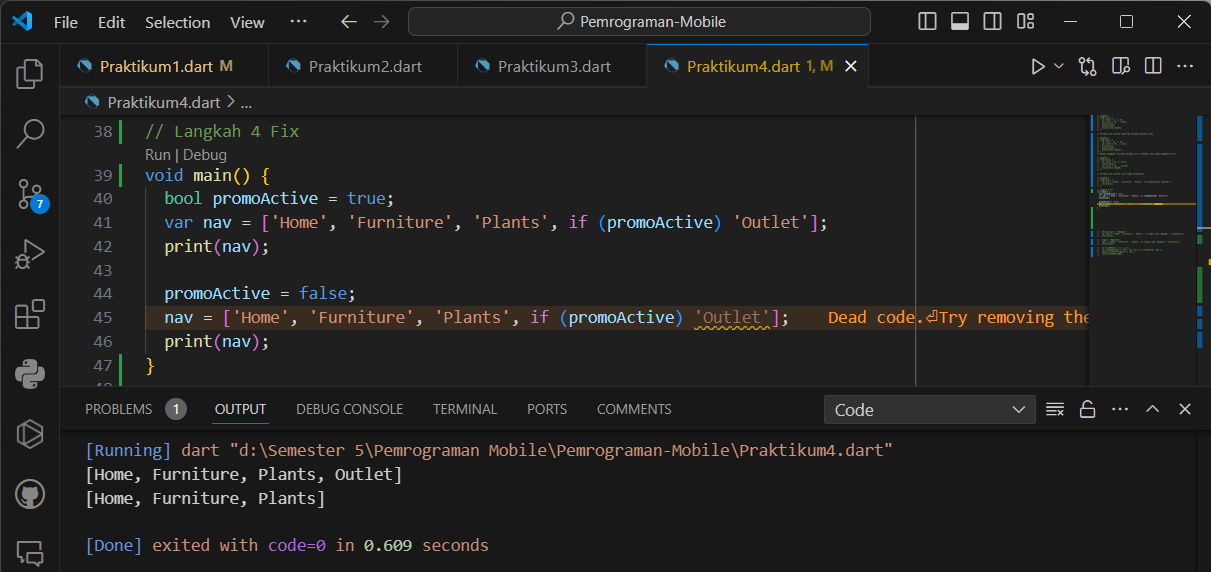 File Edit Selection View ··· Pemrograman-Mobile
Praktikum1.dart M Praktikum2.dart Praktikum3.dart Praktikum4.dart 1, M
Praktikum4.dart > ...
38 // Langkah 4 Fix
Run | Debug
39 void main() {
40 bool promoActive = true;
41 var nav = ['Home', 'Furniture', 'Plants', if (promoActive) 'Outlet'];
42 print(nav);
43
44 promoActive = false;
45 nav = ['Home', 'Furniture', 'Plants', if (promoActive) 'Outlet']; Dead code.⏎Try removing the
46 print(nav);
47 }
7
PROBLEMS 1 OUTPUT DEBUG CONSOLE TERMINAL PORTS COMMENTS Code
[Running] dart "d:\Semester 5\Pemrograman Mobile\Pemrograman-Mobile\Praktikum4.dart"
[Home, Furniture, Plants, Outlet]
[Home, Furniture, Plants]
[Done] exited with code=0 in 0.609 seconds